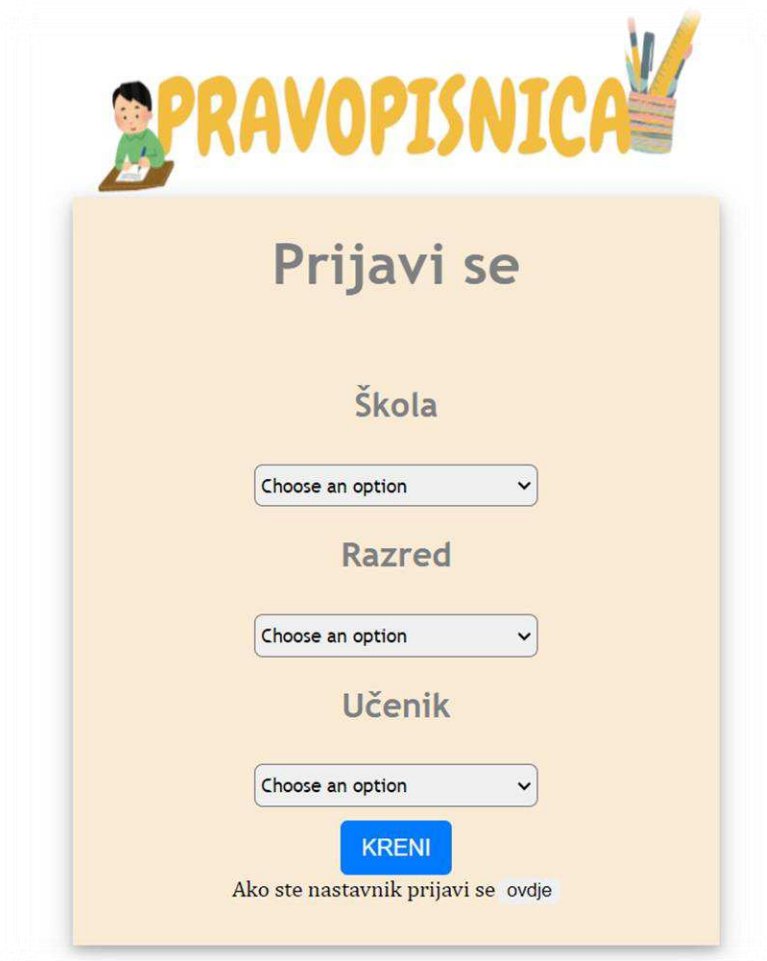 PRAVOPISNICA
Prijavi se
Škola
Choose an option
Razred
Choose an option
Učenik
Choose an option
KRENI
Ako ste nastavnik prijavi se ovdje